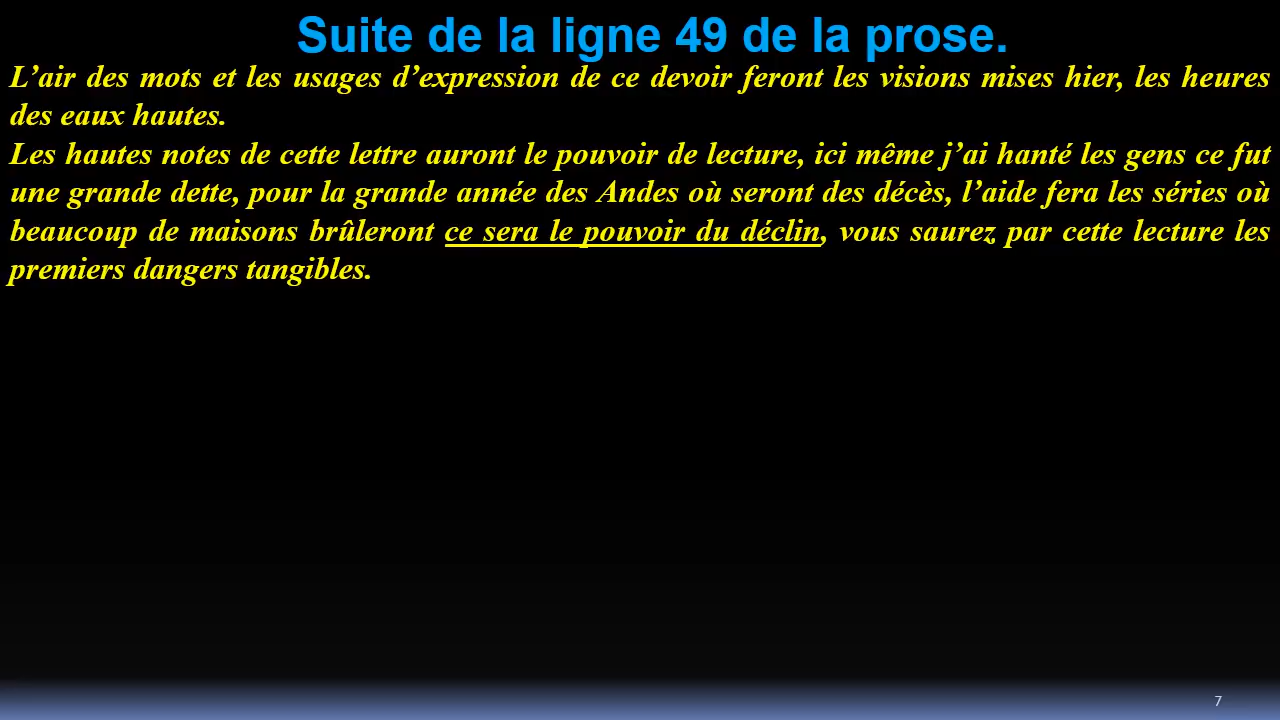 Suite de la ligne 49 de la prose.
L’air des mots et les usages d’expression de ce devoir feront les visions mises hier, les heures
des eaux hautes.
Les hautes notes de cette lettre auront le pouvoir de lecture, ici même j’ai hanté les gens ce fut
une grande dette, pour la grande année des Andes où seront des décès, l’aide fera les séries où
beaucoup de maisons brûleront ce sera le pouvoir du déclin, vous saurez par cette lecture les
premiers dangers tangibles.
7